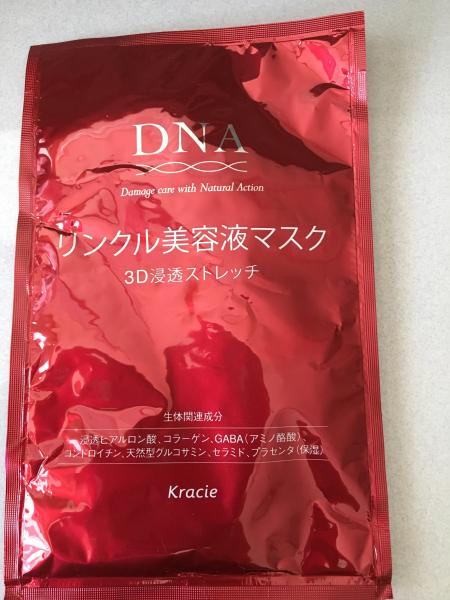 DNA
Damage care with Natural Action
リンクル美容液マスク
3D浸透ストレッチ
生体関連成分
浸透ヒアルロン酸、コラーゲン、GABA（アミノ酪酸）、
コンドロイチン、天然型グルコサミン、セラミド、プラセンタ（保湿）
Kracie